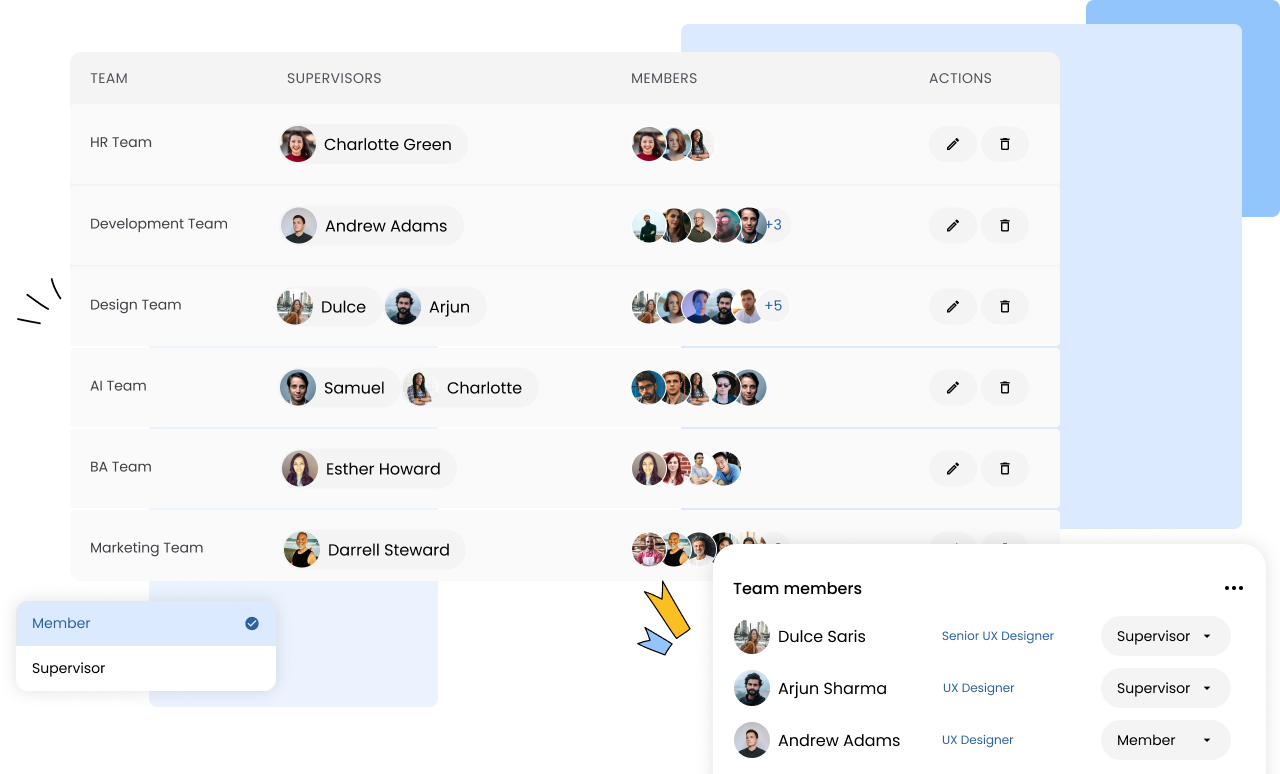 TEAM SUPERVISORS MEMBERS ACTIONS
HR Team Charlotte Green
Development Team Andrew Adams +3
Design Team Dulce Arjun +5
AI Team Samuel Charlotte
BA Team Esther Howard
Marketing Team Darrell Steward
Member
Supervisor
Team members
Dulce Saris Senior UX Designer Supervisor
Arjun Sharma UX Designer Supervisor
Andrew Adams UX Designer Member